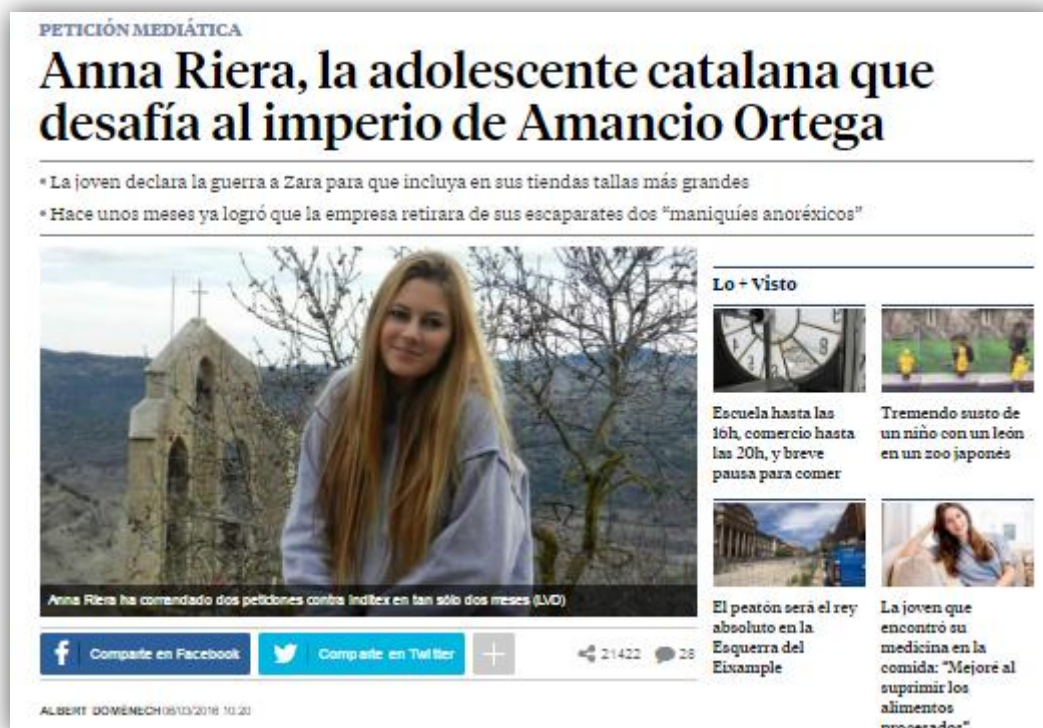 PETICIÓN MEDIÁTICA
Anna Riera, la adolescente catalana que
desafía al imperio de Amancio Ortega
• La joven declara la guerra a Zara para que incluya en sus tiendas tallas más grandes
• Hace unos meses ya logró que la empresa retirara de sus escaparates dos “maniquíes anoréxicos”
Anna Riera ha comandado dos peticiones contra Inditex en tan sólo dos meses (LVD)
Comparte en Facebook
Comparte en Twitter
21422
28
ALBERT DOMÈNECH 08/03/2016 10:20
Lo + Visto
Escuela hasta las
16h, comercio hasta
las 20h, y breve
pausa para comer
Tremendo susto de
un niño con un león
en un zoo japonés
El peatón será el rey
absoluto en la
Esquerra del
Eixample
La joven que
encontró su
medicina en la
comida: “Mejoré al
suprimir los
alimentos
procesados”